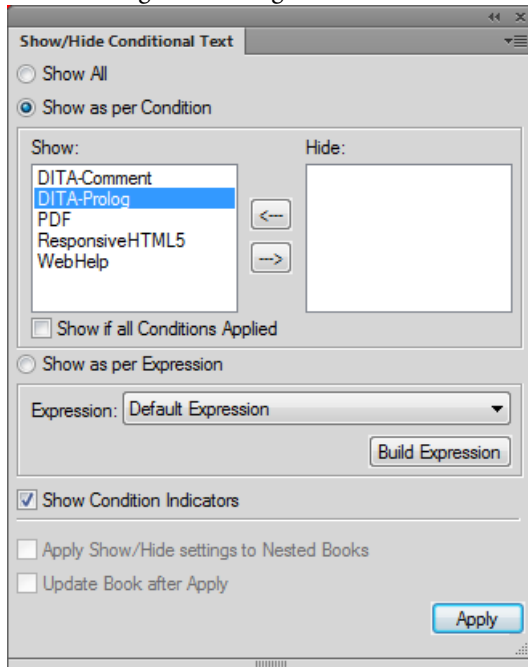 Show/Hide Conditional Text
Show All
Show as per Condition
Show:
Hide:
DITA-Comment
DITA-Prolog
PDF
ResponsiveHTML5
WebHelp
<---
--->
Show if all Conditions Applied
Show as per Expression
Expression: Default Expression
Build Expression
Show Condition Indicators
Apply Show/Hide settings to Nested Books
Update Book after Apply
Apply